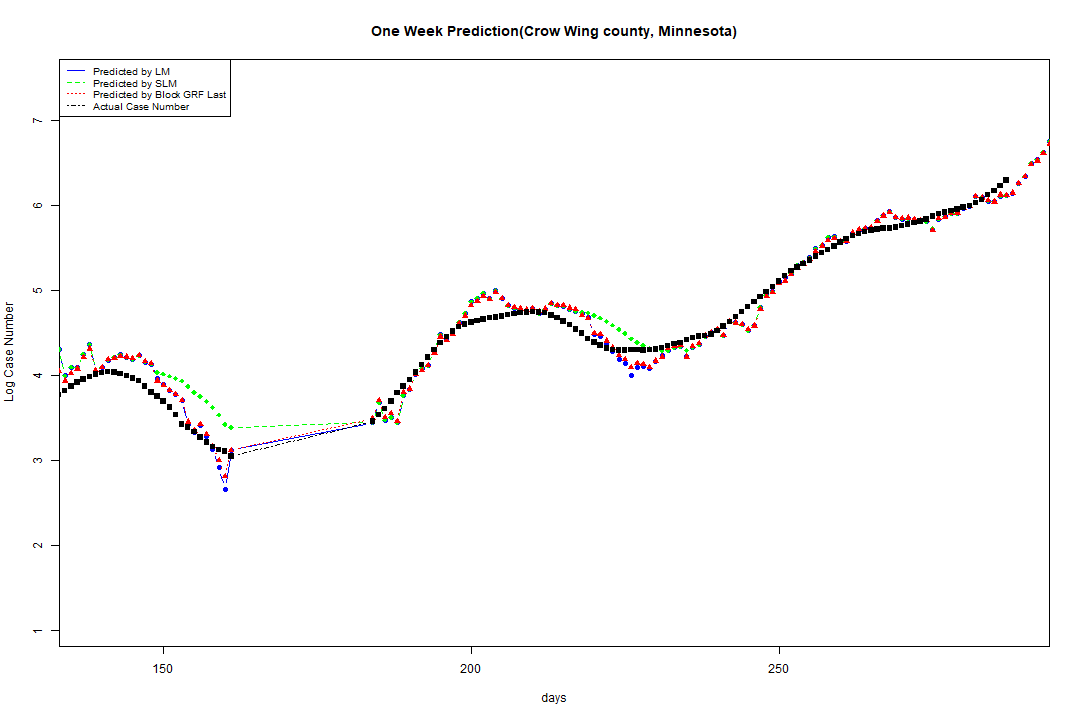 One Week Prediction(Crow Wing county, Minnesota)
Predicted by LM
Predicted by SLM
Predicted by Block GRF Last
Actual Case Number
7
6
5
4
3
2
1
Log Case Number
150 200 250
days